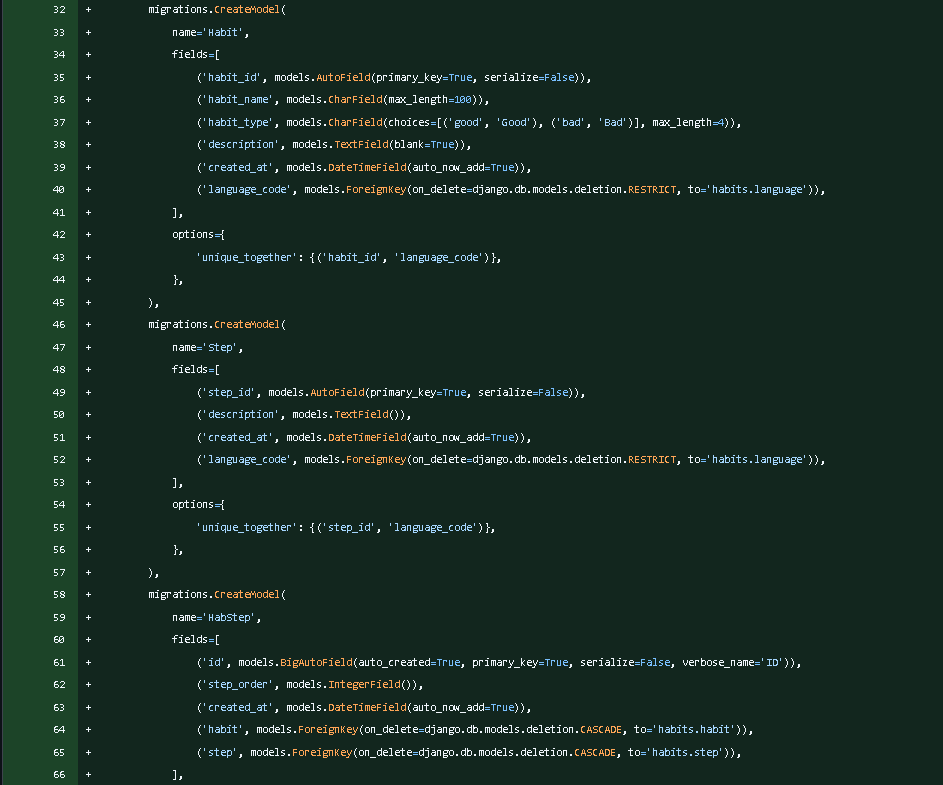 32 + migrations.CreateModel(
33 + name='Habit',
34 + fields=[
35 + ('habit_id', models.AutoField(primary_key=True, serialize=False)),
36 + ('habit_name', models.CharField(max_length=100)),
37 + ('habit_type', models.CharField(choices=[('good', 'Good'), ('bad', 'Bad')], max_length=4)),
38 + ('description', models.TextField(blank=True)),
39 + ('created_at', models.DateTimeField(auto_now_add=True)),
40 + ('language_code', models.ForeignKey(on_delete=django.db.models.deletion.RESTRICT, to='habits.language')),
41 + ],
42 + options={
43 + 'unique_together': {('habit_id', 'language_code')},
44 + },
45 + ),
46 + migrations.CreateModel(
47 + name='Step',
48 + fields=[
49 + ('step_id', models.AutoField(primary_key=True, serialize=False)),
50 + ('description', models.TextField()),
51 + ('created_at', models.DateTimeField(auto_now_add=True)),
52 + ('language_code', models.ForeignKey(on_delete=django.db.models.deletion.RESTRICT, to='habits.language')),
53 + ],
54 + options={
55 + 'unique_together': {('step_id', 'language_code')},
56 + },
57 + ),
58 + migrations.CreateModel(
59 + name='HabStep',
60 + fields=[
61 + ('id', models.BigAutoField(auto_created=True, primary_key=True, serialize=False, verbose_name='ID')),
62 + ('step_order', models.IntegerField()),
63 + ('created_at', models.DateTimeField(auto_now_add=True)),
64 + ('habit', models.ForeignKey(on_delete=django.db.models.deletion.CASCADE, to='habits.habit')),
65 + ('step', models.ForeignKey(on_delete=django.db.models.deletion.CASCADE, to='habits.step')),
66 + ],